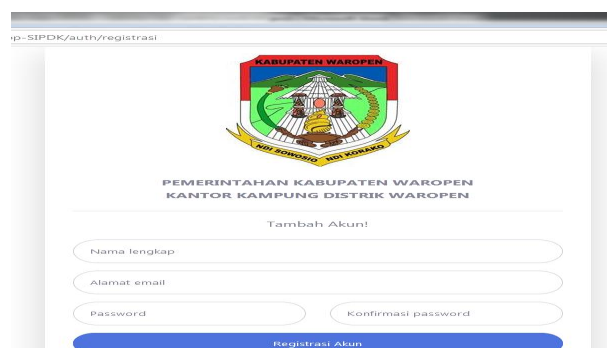 pp-SIPDK/auth/registrasi
KABUPATEN WAROPEN
NDI SOWOSIO NDI KORAKO
PEMERINTAHAN KABUPATEN WAROPEN
KANTOR KAMPUNG DISTRIK WAROPEN
Tambah Akun!
Nama lengkap
Alamat email
Password Konfirmasi password
Registrasi Akun